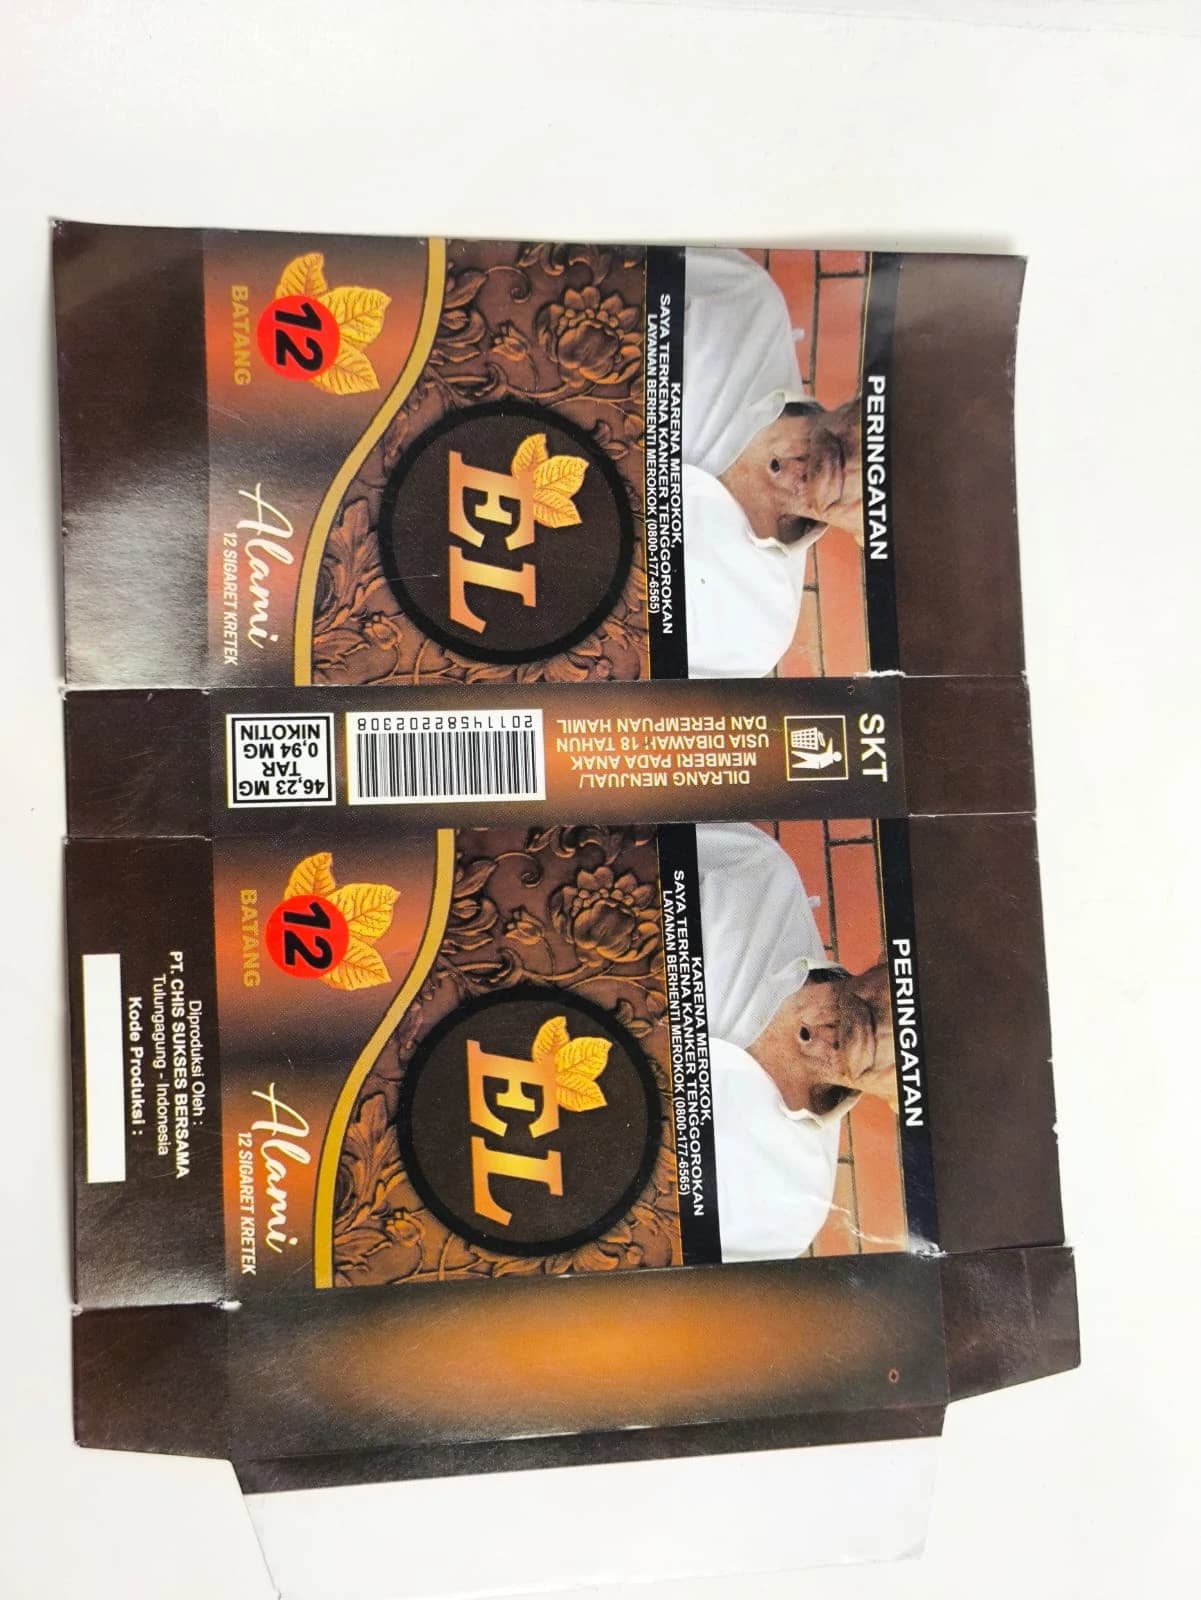 PERINGATAN
KARENA MEROKOK,
SAYA TERKENA KANKER TENGGOROKAN
LAYANAN BERHENTI MEROKOK (0800-177-6565)
EL
12
BATANG
Alami
12 SIGARET KRETEK
SKT
DILRANG MENJUAL/
MEMBERI PADA ANAK
USIA DIBAWAH 18 TAHUN
DAN PEREMPUAN HAMIL
20114582202308
46,23 MG
TAR
0,94 MG
NIKOTIN
PERINGATAN
KARENA MEROKOK,
SAYA TERKENA KANKER TENGGOROKAN
LAYANAN BERHENTI MEROKOK (0800-177-6565)
EL
12
BATANG
Alami
12 SIGARET KRETEK
Diproduksi Oleh :
PT. CHIS SUKSES BERSAMA
Tulungagung - Indonesia
Kode Produksi :